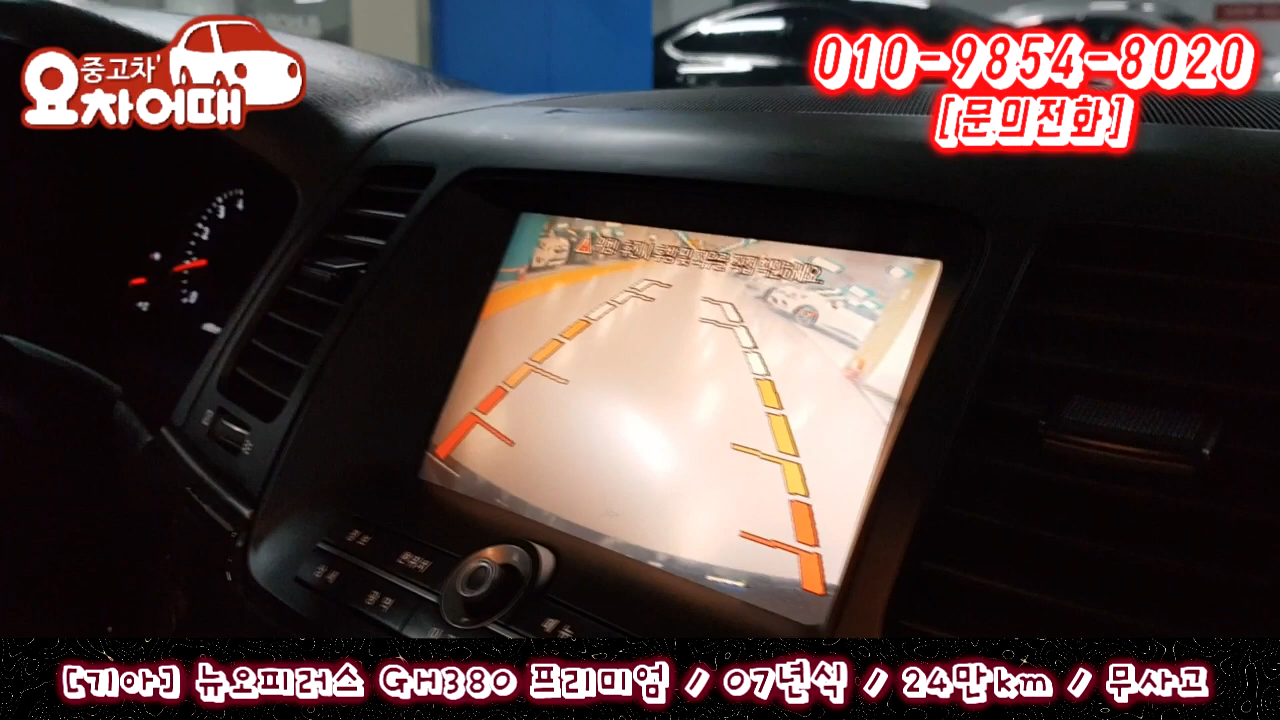 중고차'
요차어때
010-9854-8020
[문의전화]
[기아] 뉴오피러스 GH380 프리미엄 / 07년식 / 24만km / 무사고